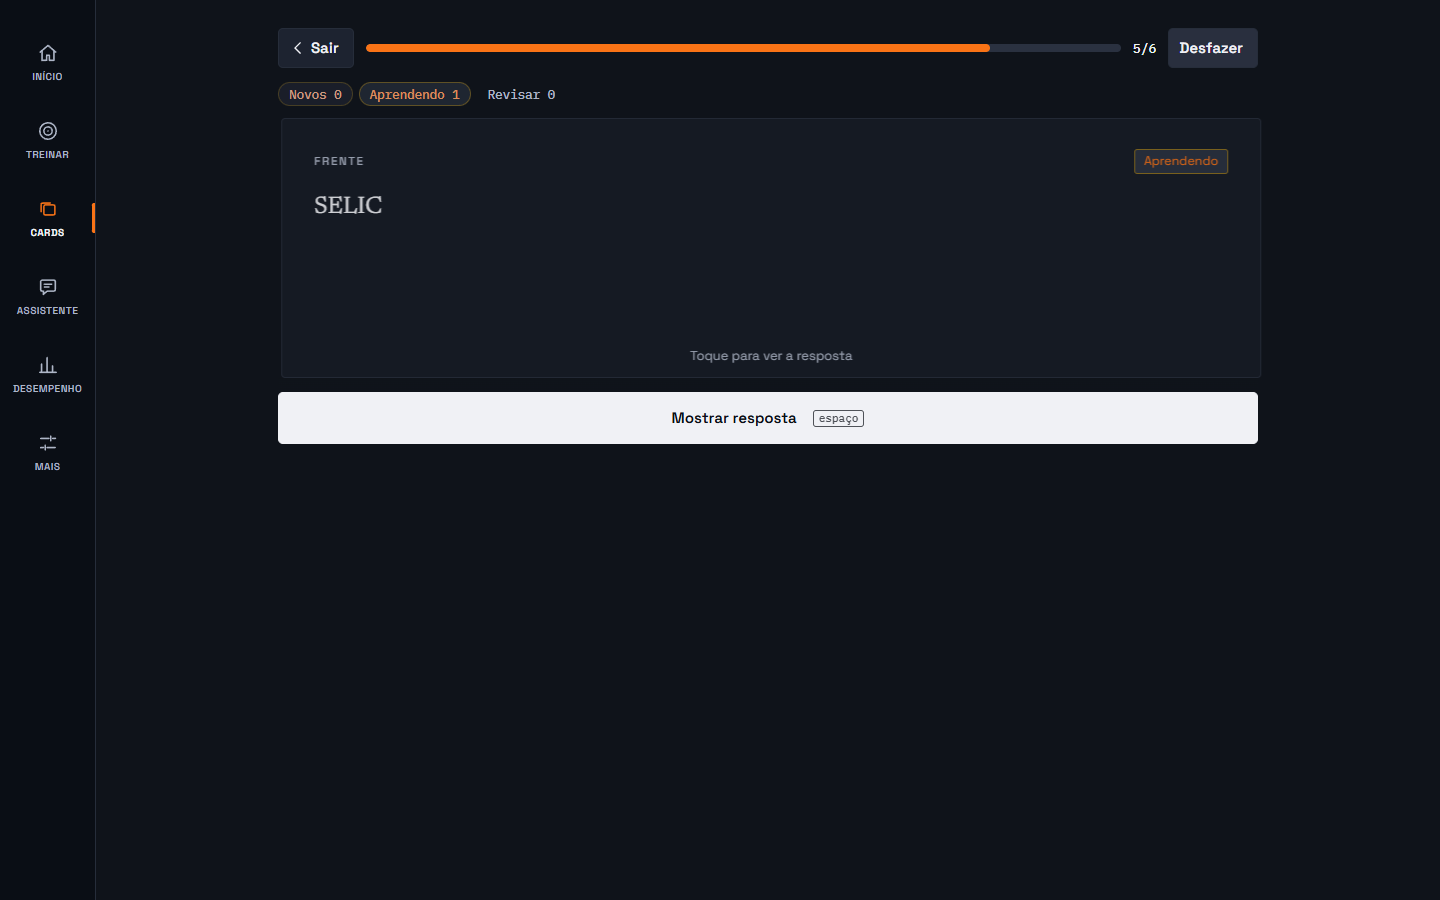 INÍCIO
TREINAR
CARDS
ASSISTENTE
DESEMPENHO
MAIS
Sair
5/6
Desfazer
Novos 0
Aprendendo 1
Revisar 0
FRENTE
Aprendendo
SELIC
Toque para ver a resposta
Mostrar resposta espaço